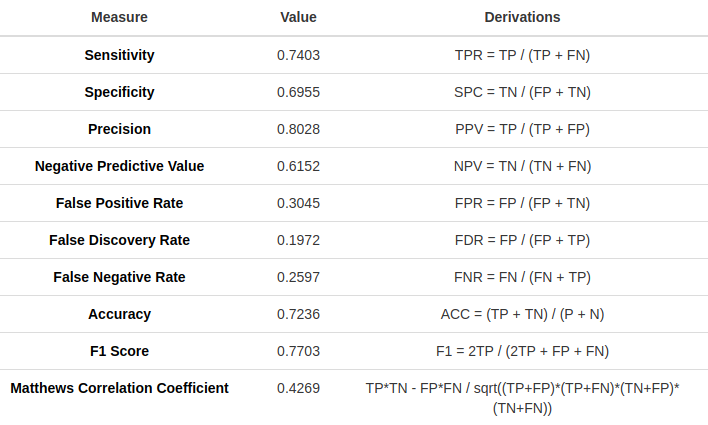 Measure Value Derivations
Sensitivity 0.7403 TPR = TP / (TP + FN)
Specificity 0.6955 SPC = TN / (FP + TN)
Precision 0.8028 PPV = TP / (TP + FP)
Negative Predictive Value 0.6152 NPV = TN / (TN + FN)
False Positive Rate 0.3045 FPR = FP / (FP + TN)
False Discovery Rate 0.1972 FDR = FP / (FP + TP)
False Negative Rate 0.2597 FNR = FN / (FN + TP)
Accuracy 0.7236 ACC = (TP + TN) / (P + N)
F1 Score 0.7703 F1 = 2TP / (2TP + FP + FN)
Matthews Correlation Coefficient 0.4269 TP*TN - FP*FN / sqrt((TP+FP)*(TP+FN)*(TN+FP)*
(TN+FN))